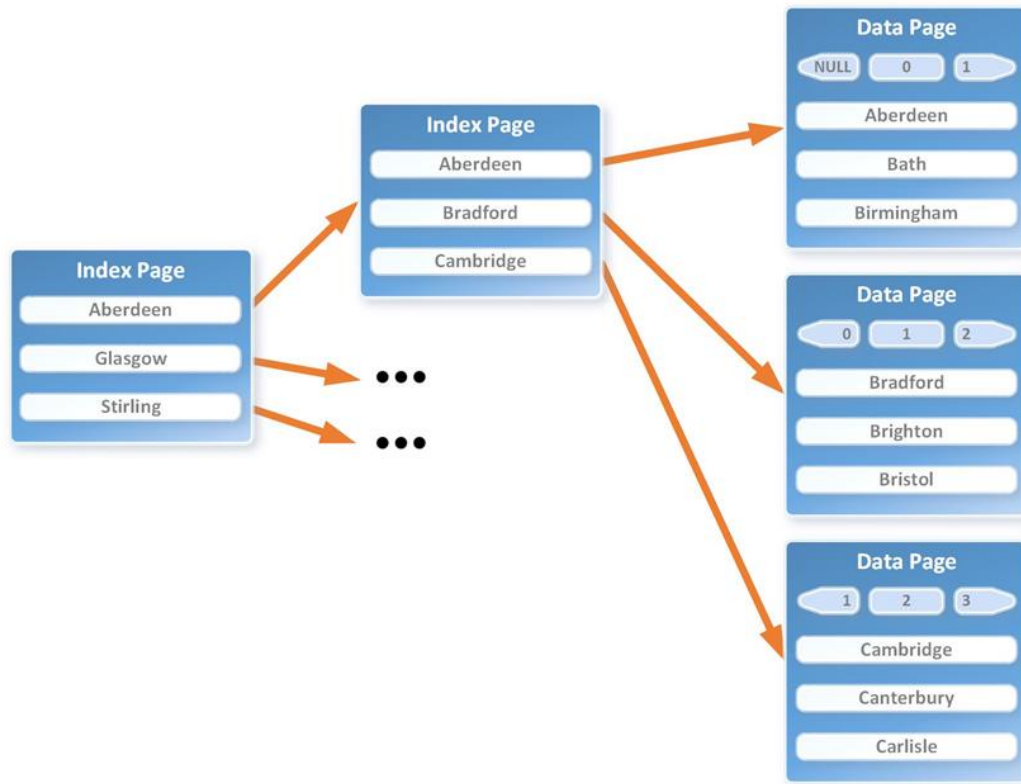 Index Page
Aberdeen
Glasgow
Stirling
Index Page
Aberdeen
Bradford
Cambridge
Data Page
NULL 0 1
Aberdeen
Bath
Birmingham
Data Page
0 1 2
Bradford
Brighton
Bristol
Data Page
1 2 3
Cambridge
Canterbury
Carlisle